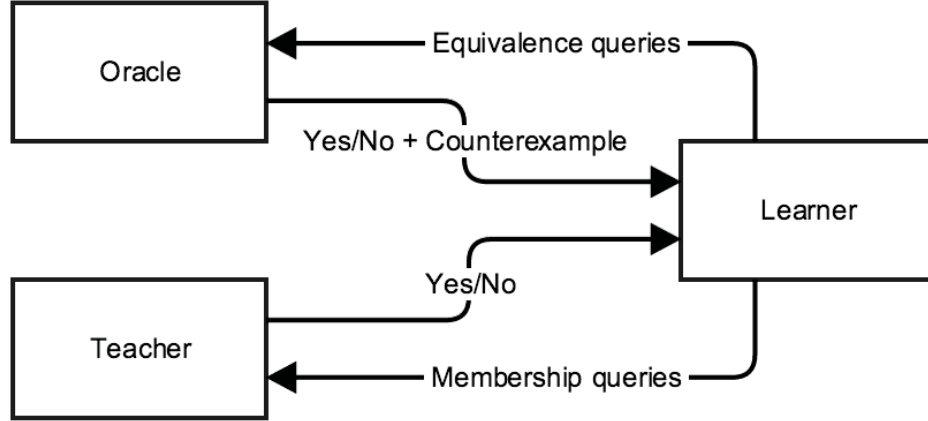 Equivalence queries
Oracle
Yes/No + Counterexample
Learner
Yes/No
Teacher
Membership queries